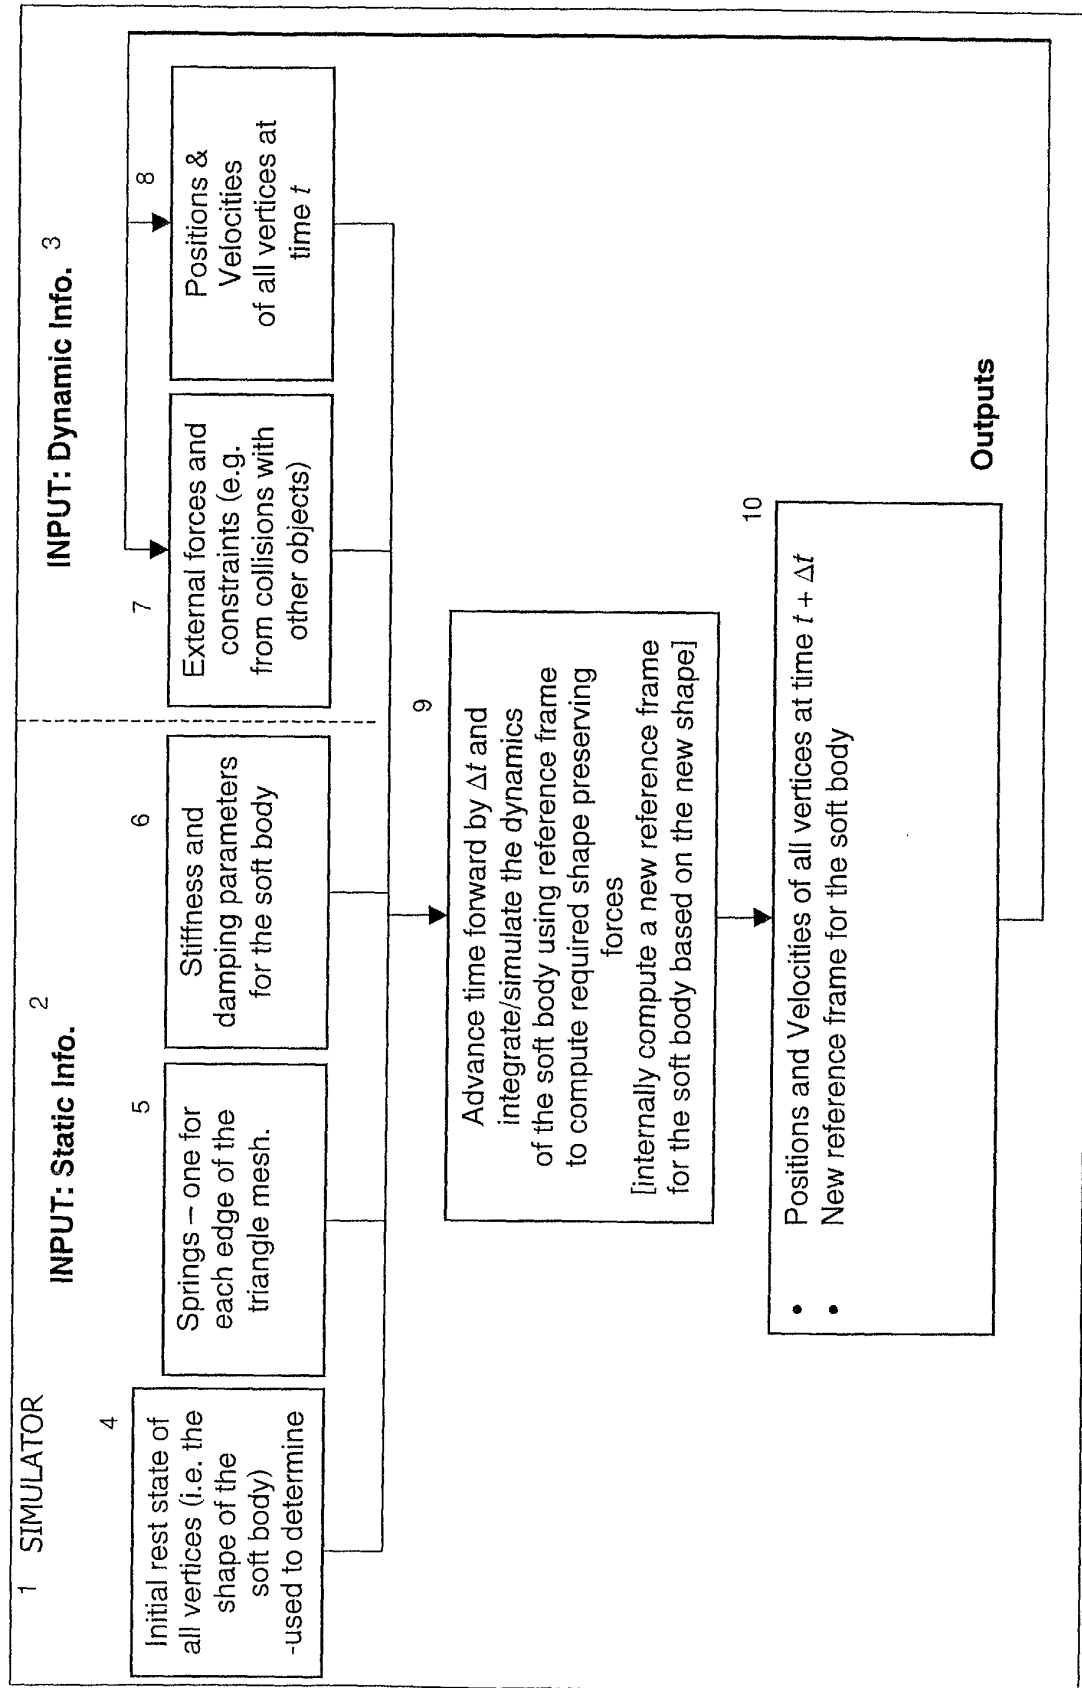 1 SIMULATOR
INPUT: Static Info. 2
INPUT: Dynamic Info. 3
4
Initial rest state of
all vertices (i.e. the
shape of the
soft body)
-used to determine
5
Springs – one for
each edge of the
triangle mesh.
6
Stiffness and
damping parameters
for the soft body
7
External forces and
constraints (e.g.
from collisions with
other objects)
8
Positions &
Velocities
of all vertices at
time t
9
Advance time forward by Δt and
integrate/simulate the dynamics
of the soft body using reference frame
to compute required shape preserving
forces
[internally compute a new reference frame
for the soft body based on the new shape]
10
• Positions and Velocities of all vertices at time t + Δt
• New reference frame for the soft body
Outputs